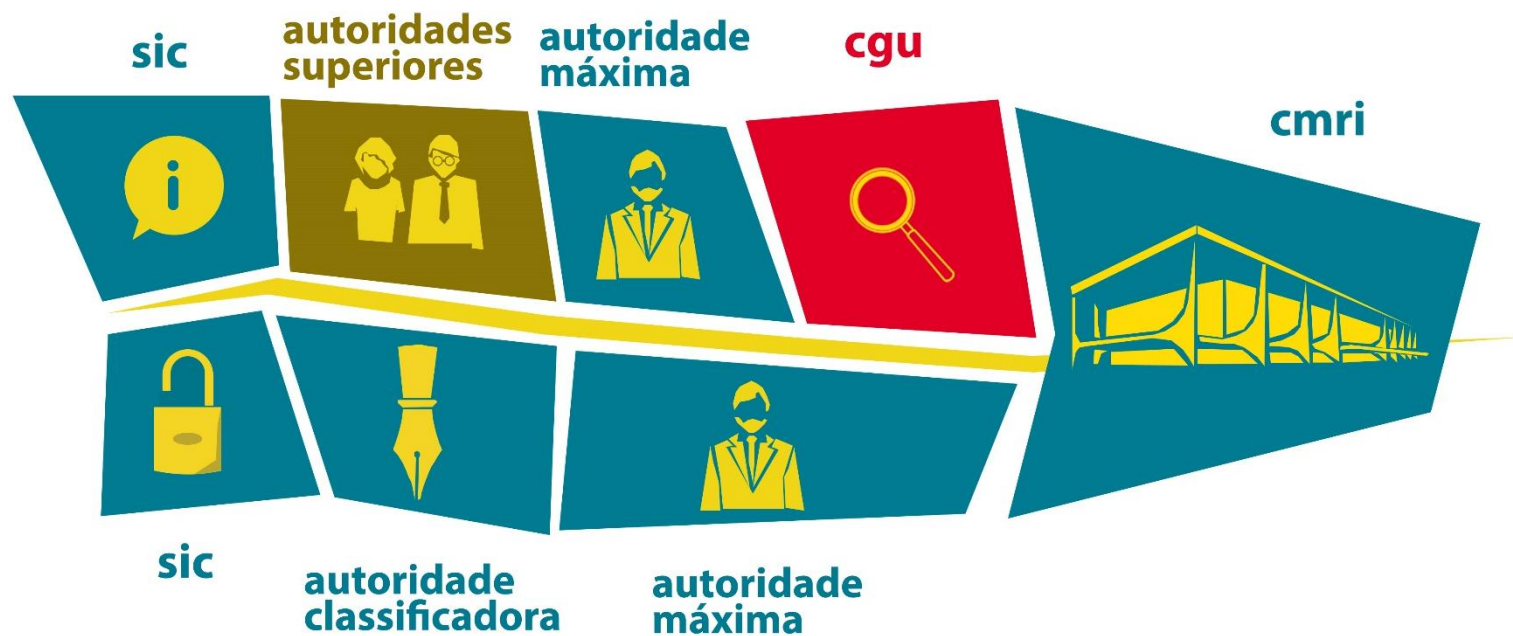 sic
autoridades
superiores
autoridade
máxima
cgu
cmri
i
sic
autoridade
classificadora
autoridade
máxima